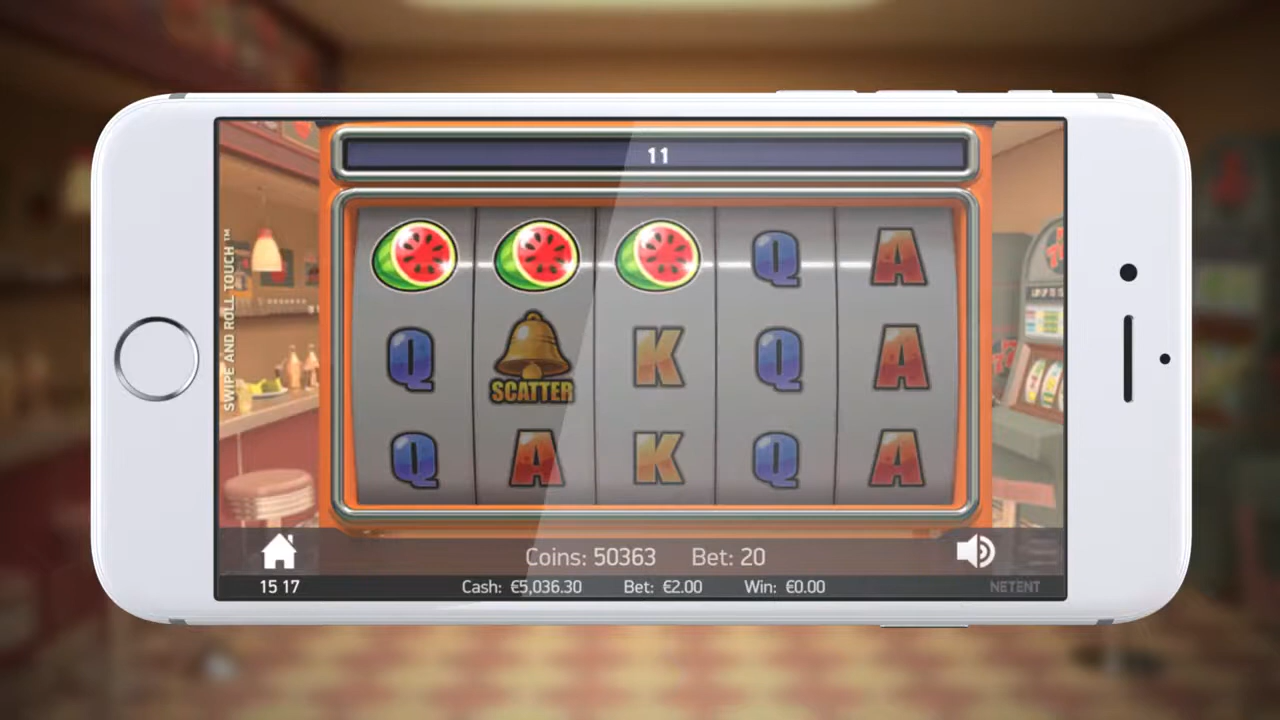 11
SWIPE AND ROLL TOUCH™
Q A
Q SCATTER K Q A
Q A K Q A
Coins: 50363 Bet: 20
15 17 Cash: €5,036.30 Bet: €2.00 Win: €0.00 NETENT